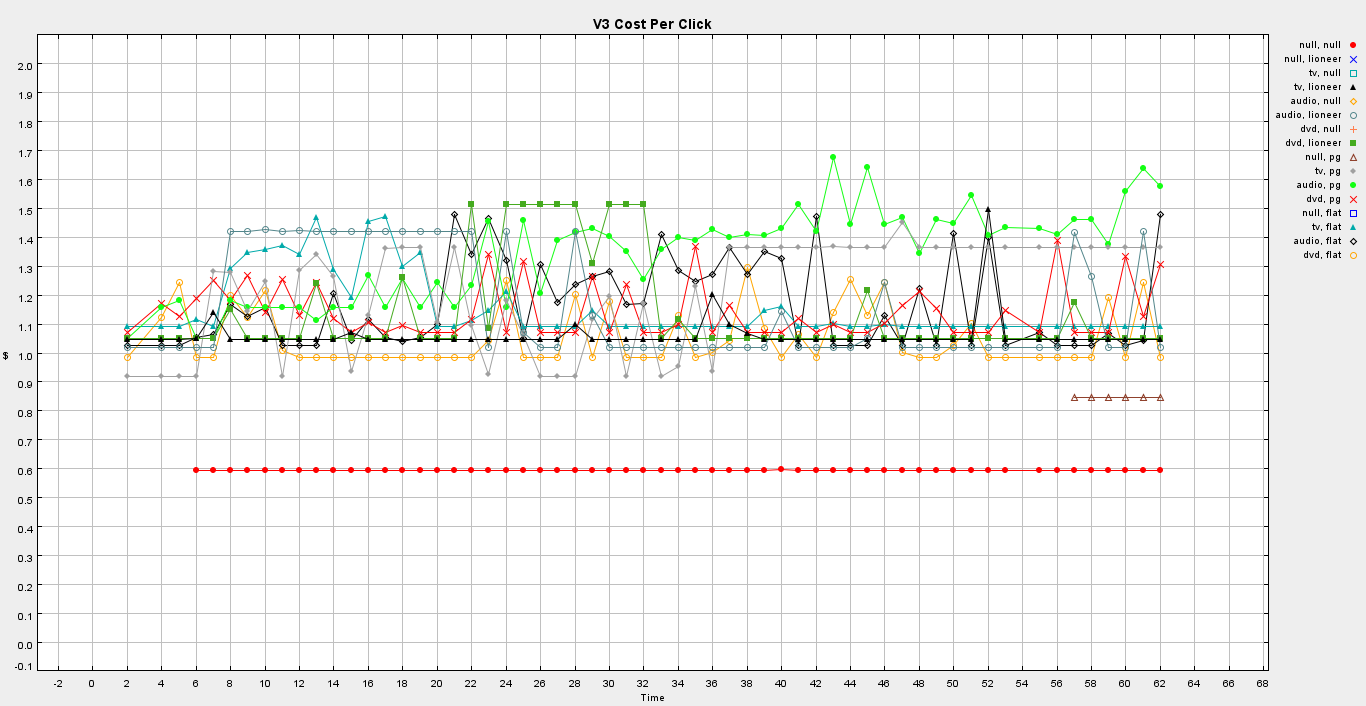 V3 Cost Per Click
2.0
1.9
1.8
1.7
1.6
1.5
1.4
1.3
1.2
1.1
1.0
0.9
0.8
0.7
0.6
0.5
0.4
0.3
0.2
0.1
0.0
-0.1
$
-2 0 2 4 6 8 10 12 14 16 18 20 22 24 26 28 30 32 34 36 38 40 42 44 46 48 50 52 54 56 58 60 62 64 66 68
Time
null, null
null, lioneer
tv, null
tv, lioneer
audio, null
audio, lioneer
dvd, null
dvd, lioneer
null, pg
tv, pg
audio, pg
dvd, pg
null, flat
tv, flat
audio, flat
dvd, flat